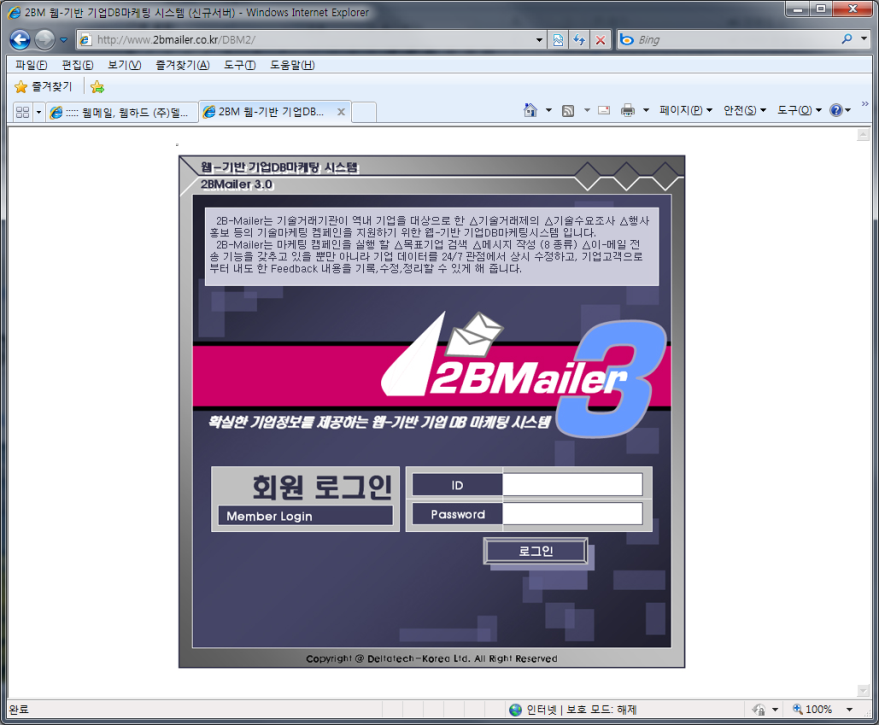 2BM 웹-기반 기업DB마케팅 시스템 (신규서버) - Windows Internet Explorer
http://www.2bmailer.co.kr/DBM2/
Bing
파일(F) 편집(E) 보기(V) 즐겨찾기(A) 도구(T) 도움말(H)
즐겨찾기
::::: 웹메일, 웹하드 (주)델... 2BM 웹-기반 기업DB... 페이지(P) 안전(S) 도구(O)
웹-기반 기업DB마케팅 시스템
2BMailer 3.0
2B-Mailer는 기술거래기관이 역내 기업을 대상으로 한 △기술거래제의 △기술수요조사 △행사
홍보 등의 기술마케팅 캠페인을 지원하기 위한 웹-기반 기업DB마케팅시스템 입니다.
2B-Mailer는 마케팅 캠페인을 실행 할 △목표기업 검색 △메시지 작성 (8 종류) △이-메일 전
송 기능을 갖추고 있을 뿐만 아니라 기업 데이터를 24/7 관점에서 상시 수정하고, 기업고객으로
부터 내도 한 Feedback 내용을 기록,수정,정리할 수 있게 해 줍니다.
2BMailer 3
확실한 기업정보를 제공하는 웹-기반 기업 DB 마케팅 시스템
회원 로그인
Member Login
ID
Password
로그인
Copyright @ Deltatech-Korea Ltd. All Right Reserved
완료 인터넷 | 보호 모드: 해제 100%